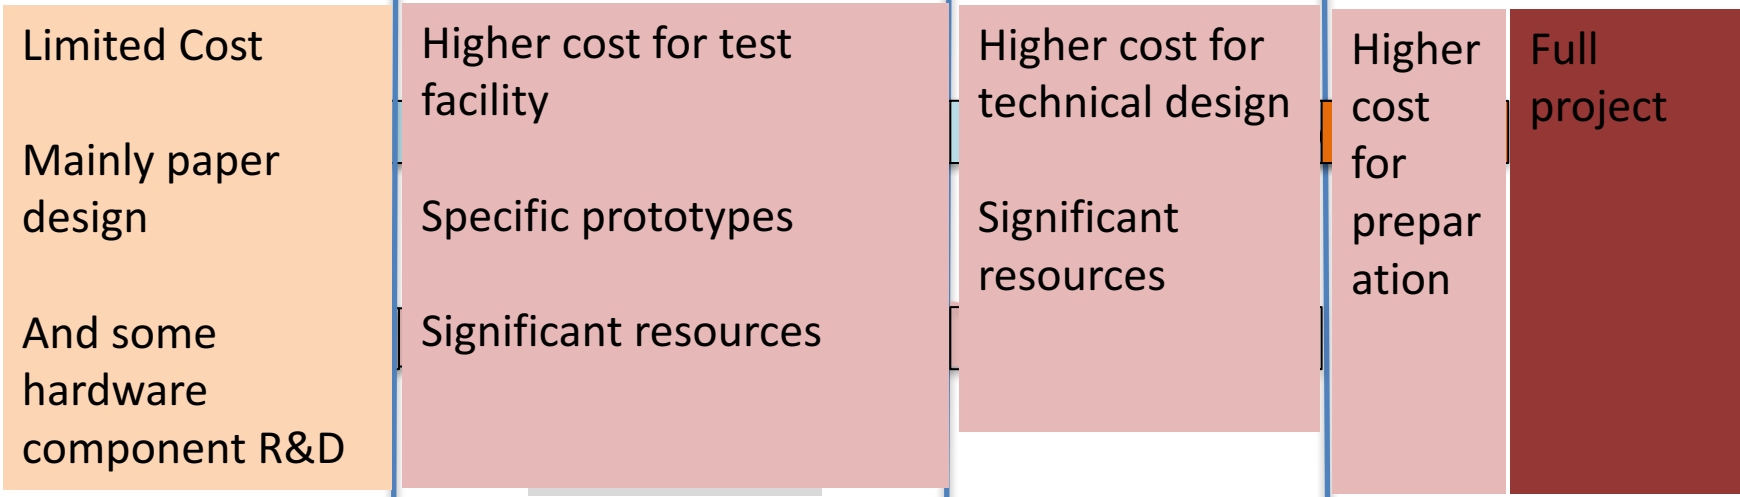 Limited Cost
Mainly paper
design
And some
hardware
component R&D
Higher cost for test
facility
Specific prototypes
Significant resources
Higher cost for
technical design
Significant
resources
Higher
cost
for
prepar
ation
Full
project